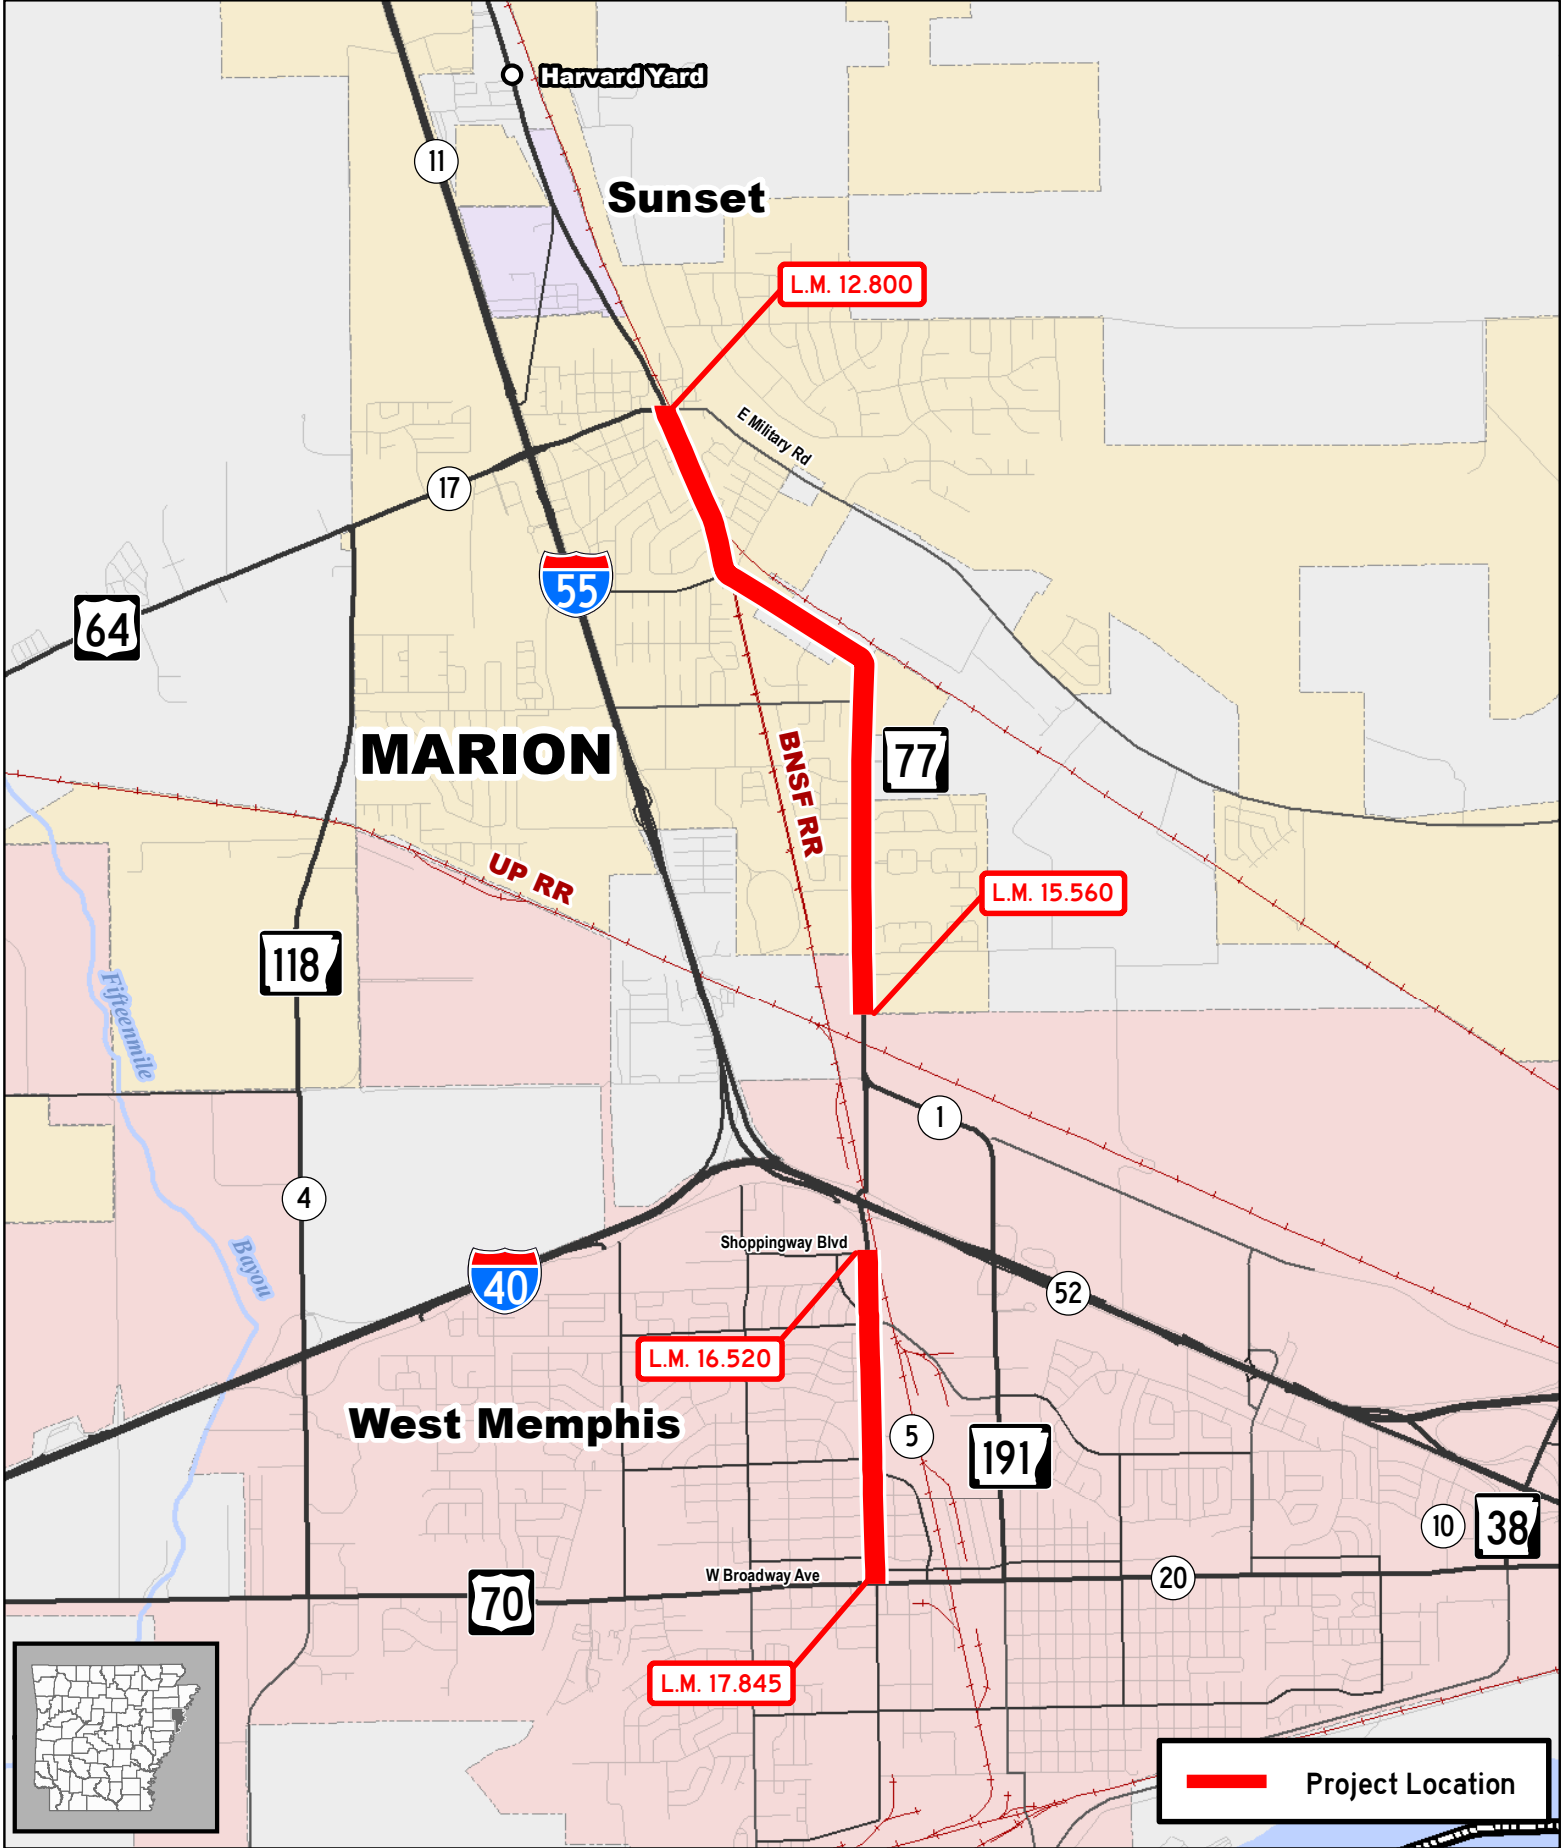 Harvard Yard
11
Sunset
L.M. 12.800
E Military Rd
17
55
64
MARION
BNSF RR
77
UP RR
L.M. 15.560
118
Fifteenmile
1
4
Bayou
Shoppingway Blvd
40
52
L.M. 16.520
West Memphis
5
191
10
38
W Broadway Ave
20
70
L.M. 17.845
Project Location